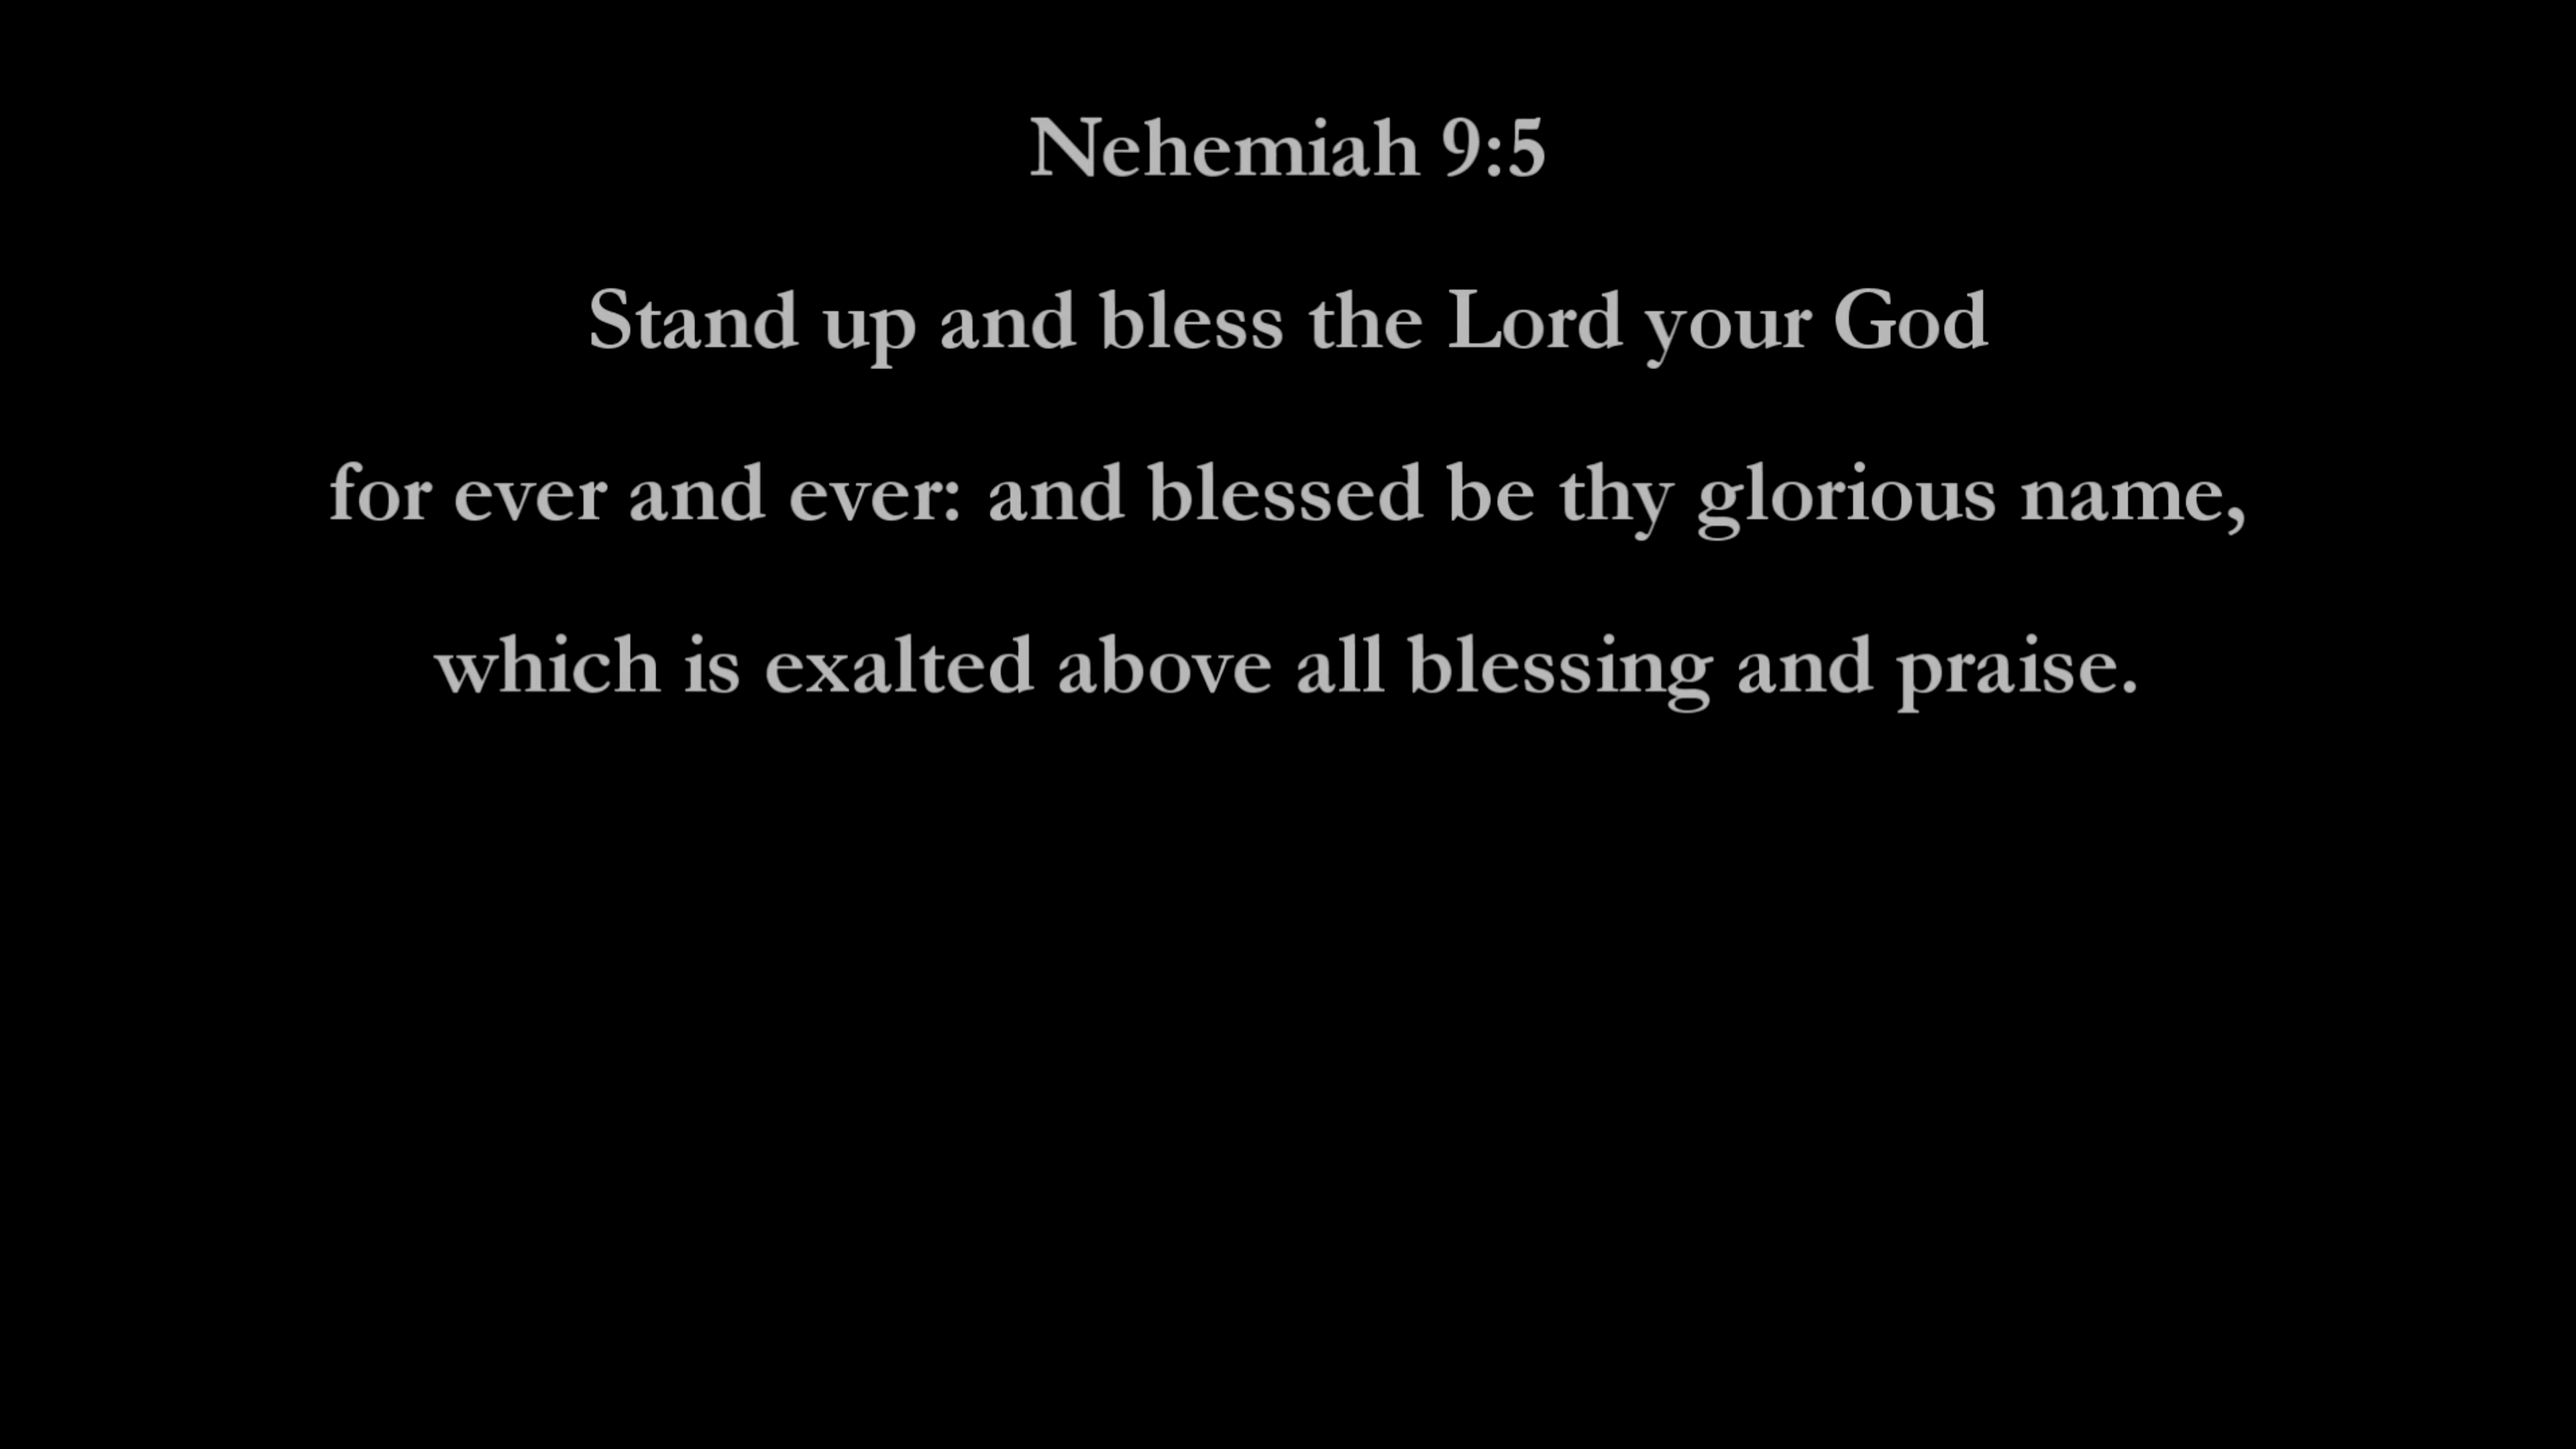 Nehemiah 9:5
Stand up and bless the Lord your God
for ever and ever: and blessed be thy glorious name,
which is exalted above all blessing and praise.